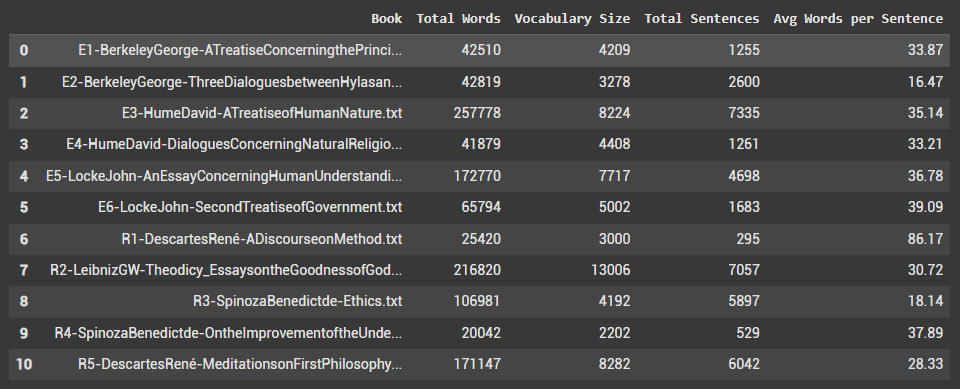 Book Total Words Vocabulary Size Total Sentences Avg Words per Sentence
0 E1-BerkeleyGeorge-ATreatiseConcerningthePrinci... 42510 4209 1255 33.87
1 E2-BerkeleyGeorge-ThreeDialoguesbetweenHylasan... 42819 3278 2600 16.47
2 E3-HumeDavid-ATreatiseofHumanNature.txt 257778 8224 7335 35.14
3 E4-HumeDavid-DialoguesConcerningNaturalReligio... 41879 4408 1261 33.21
4 E5-LockeJohn-AnEssayConcerningHumanUnderstandi... 172770 7717 4698 36.78
5 E6-LockeJohn-SecondTreatiseofGovernment.txt 65794 5002 1683 39.09
6 R1-DescartesRené-ADiscourseonMethod.txt 25420 3000 295 86.17
7 R2-LeibnizGW-Theodicy_EssaysontheGoodnessofGod... 216820 13006 7057 30.72
8 R3-SpinozaBenedictde-Ethics.txt 106981 4192 5897 18.14
9 R4-SpinozaBenedictde-OntheImprovementoftheUnde... 20042 2202 529 37.89
10 R5-DescartesRené-MeditationsonFirstPhilosophy... 171147 8282 6042 28.33